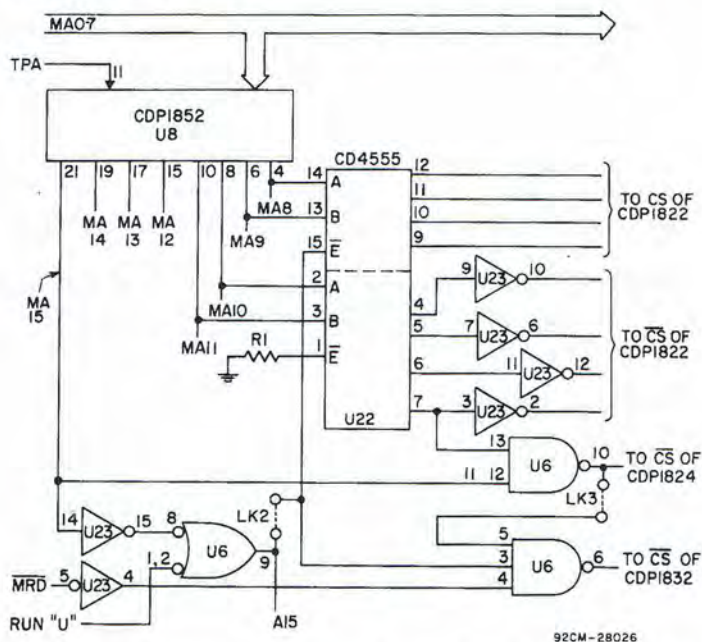 MA0-7
TPA
11
CDP1852
U8
21 19 17 15 10 8 6 4
MA
14
MA
13
MA
12
MA
15
MA8
MA9
MA10
MA11
CD4555
14 A
13 B
15 E
2 A
3 B
1 E
R1
U22
12
11
10
9
TO CS OF
CDP1822
4
5
6
7
9 U23 10
7 U23 6
11 U23 12
3 U23 2
TO CS OF
CDP1822
13
11 12
U6
10
TO CS OF
CDP1824
LK3
14 U23 15
8
1,2
U6
9
LK2
MRD 5 U23 4
RUN "U"
A15
5
3
4
U6
6
TO CS OF
CDP1832
92CM-28026